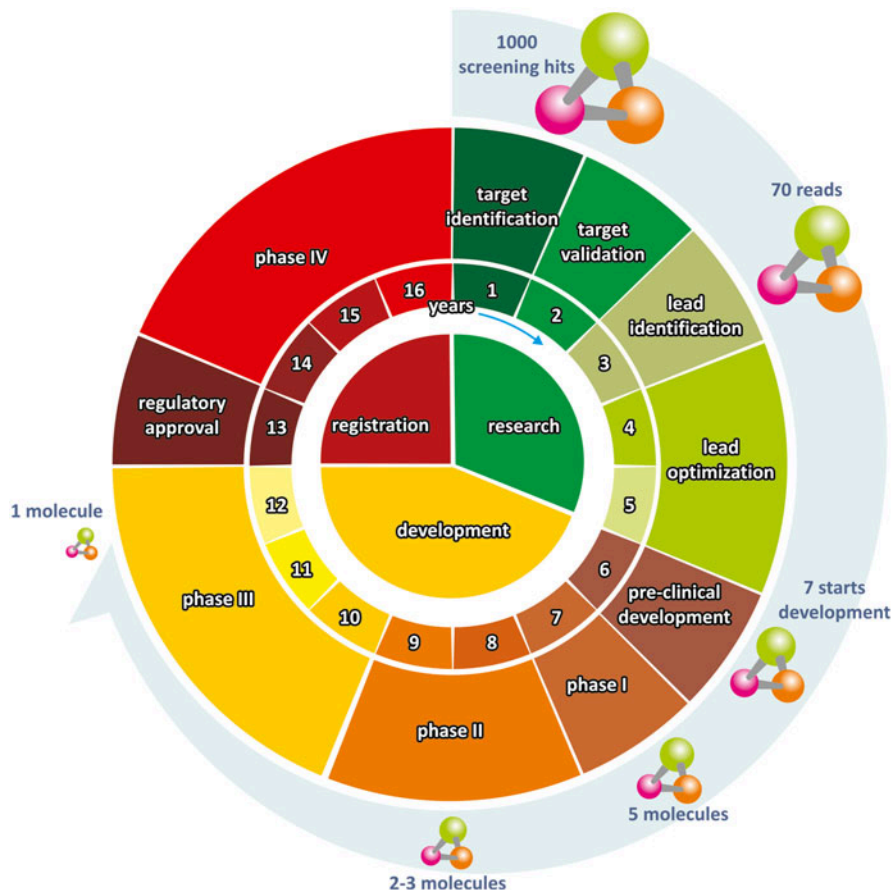 1000
screening hits
70 reads
7 starts
development
5 molecules
2-3 molecules
1 molecule
target
identification
target
validation
lead
identification
lead
optimization
pre-clinical
development
phase I
phase II
phase III
regulatory
approval
phase IV
years
1
2
3
4
5
6
7
8
9
10
11
12
13
14
15
16
research
development
registration